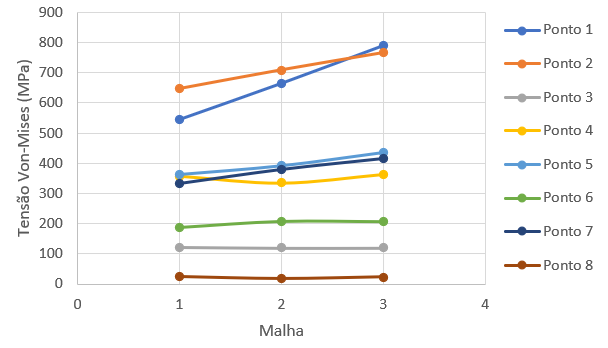 900
800
700
600
500
400
300
200
100
0
Tensão Von-Mises (MPa)
0 1 2 3 4
Malha
Ponto 1
Ponto 2
Ponto 3
Ponto 4
Ponto 5
Ponto 6
Ponto 7
Ponto 8